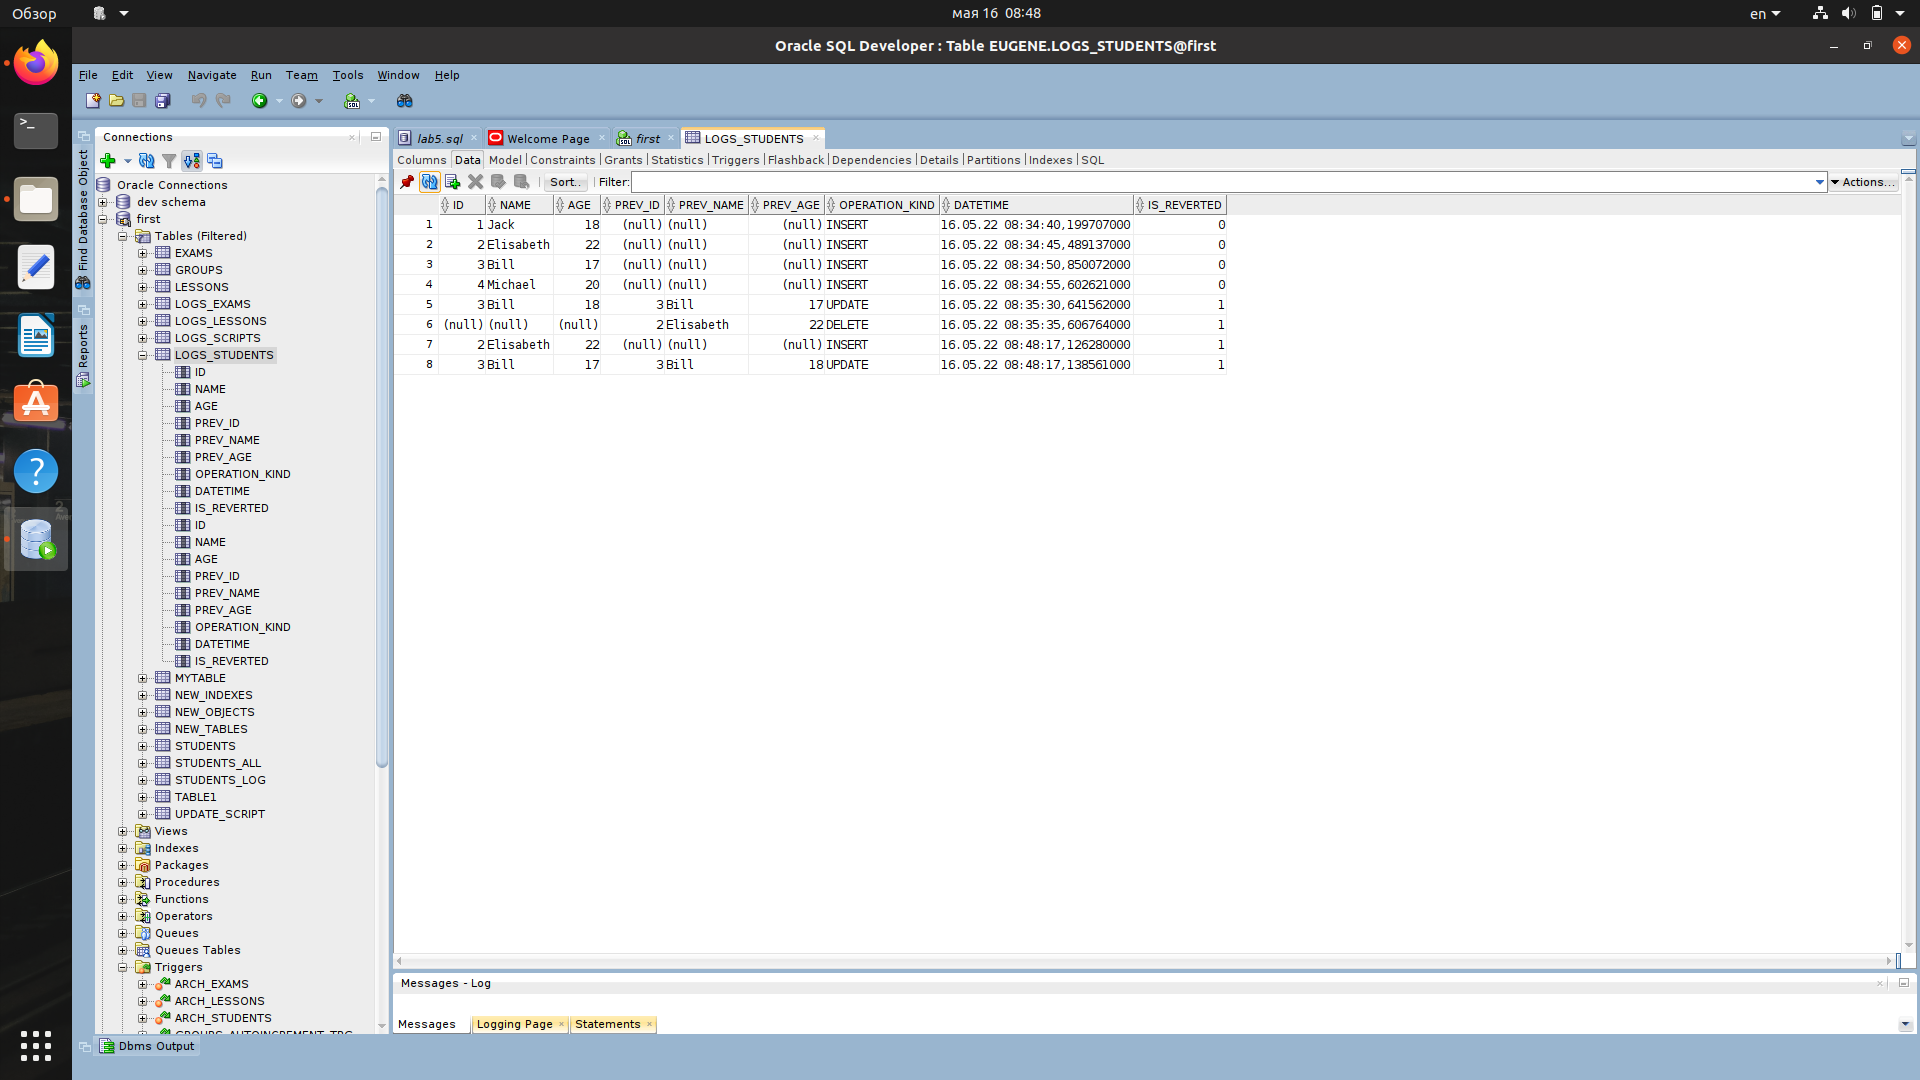 Обзор
мая 16 08:48
en
Oracle SQL Developer : Table EUGENE.LOGS_STUDENTS@first
File Edit View Navigate Run Team Tools Window Help
Find Database Object
Reports
Connections
Oracle Connections
dev schema
first
Tables (Filtered)
EXAMS
GROUPS
LESSONS
LOGS_EXAMS
LOGS_LESSONS
LOGS_SCRIPTS
LOGS_STUDENTS
ID
NAME
AGE
PREV_ID
PREV_NAME
PREV_AGE
OPERATION_KIND
DATETIME
IS_REVERTED
ID
NAME
AGE
PREV_ID
PREV_NAME
PREV_AGE
OPERATION_KIND
DATETIME
IS_REVERTED
MYTABLE
NEW_INDEXES
NEW_OBJECTS
NEW_TABLES
STUDENTS
STUDENTS_ALL
STUDENTS_LOG
TABLE1
UPDATE_SCRIPT
Views
Indexes
Packages
Procedures
Functions
Operators
Queues
Queues Tables
Triggers
ARCH_EXAMS
ARCH_LESSONS
ARCH_STUDENTS
GROUPS_AUTOINCREMENT_TRG
lab5.sql Welcome Page first LOGS_STUDENTS
Columns Data Model Constraints Grants Statistics Triggers Flashback Dependencies Details Partitions Indexes SQL
Sort.. Filter: Actions...
ID NAME AGE PREV_ID PREV_NAME PREV_AGE OPERATION_KIND DATETIME IS_REVERTED
1 1 Jack 18 (null) (null) (null) INSERT 16.05.22 08:34:40,199707000 0
2 2 Elisabeth 22 (null) (null) (null) INSERT 16.05.22 08:34:45,489137000 0
3 3 Bill 17 (null) (null) (null) INSERT 16.05.22 08:34:50,850072000 0
4 4 Michael 20 (null) (null) (null) INSERT 16.05.22 08:34:55,602621000 0
5 3 Bill 18 3 Bill 17 UPDATE 16.05.22 08:35:30,641562000 1
6 (null) (null) (null) 2 Elisabeth 22 DELETE 16.05.22 08:35:35,606764000 1
7 2 Elisabeth 22 (null) (null) (null) INSERT 16.05.22 08:48:17,126280000 1
8 3 Bill 17 3 Bill 18 UPDATE 16.05.22 08:48:17,138561000 1
Messages - Log
Messages Logging Page Statements
Dbms Output